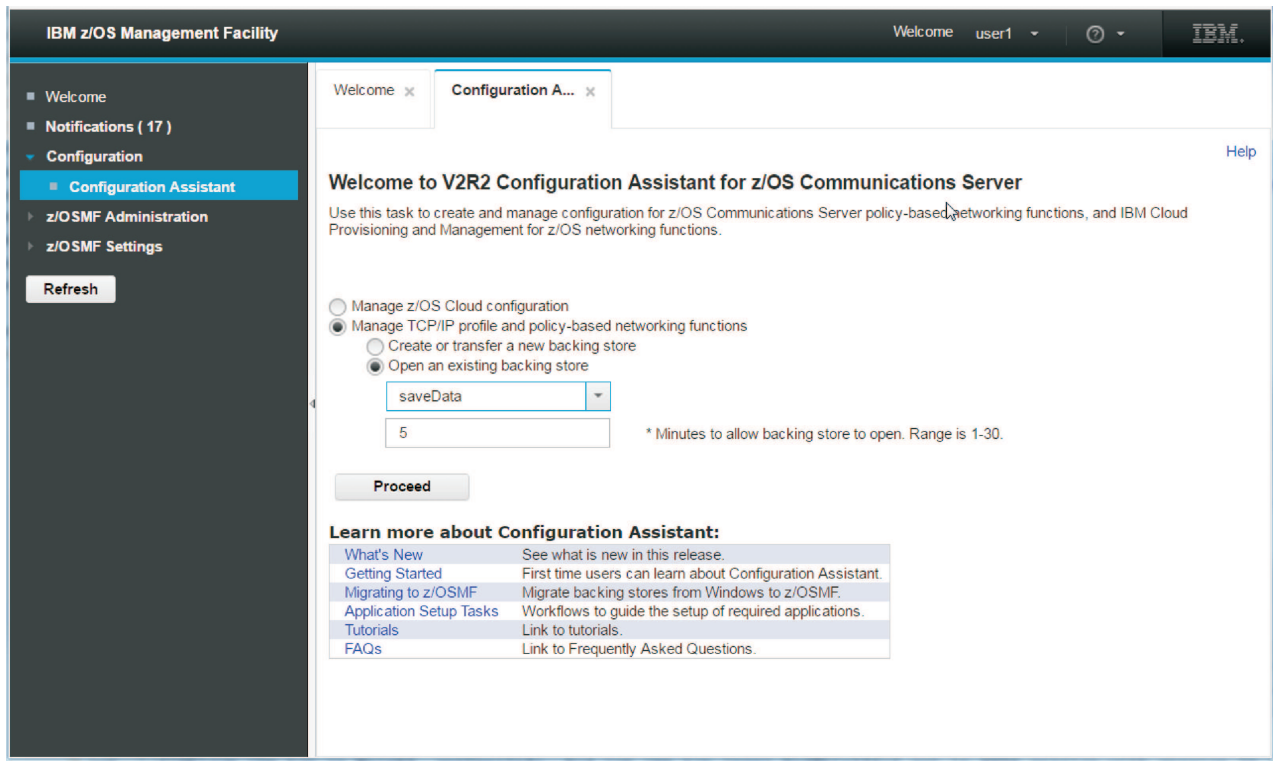 IBM z/OS Management Facility
Welcome user1
IBM.
Welcome
Notifications ( 17 )
Configuration
Configuration Assistant
z/OSMF Administration
z/OSMF Settings
Refresh
Welcome
Configuration A...
Help
Welcome to V2R2 Configuration Assistant for z/OS Communications Server
Use this task to create and manage configuration for z/OS Communications Server policy-based networking functions, and IBM Cloud
Provisioning and Management for z/OS networking functions.
Manage z/OS Cloud configuration
Manage TCP/IP profile and policy-based networking functions
Create or transfer a new backing store
Open an existing backing store
saveData
5 * Minutes to allow backing store to open. Range is 1-30.
Proceed
Learn more about Configuration Assistant:
What's New See what is new in this release.
Getting Started First time users can learn about Configuration Assistant.
Migrating to z/OSMF Migrate backing stores from Windows to z/OSMF.
Application Setup Tasks Workflows to guide the setup of required applications.
Tutorials Link to tutorials.
FAQs Link to Frequently Asked Questions.